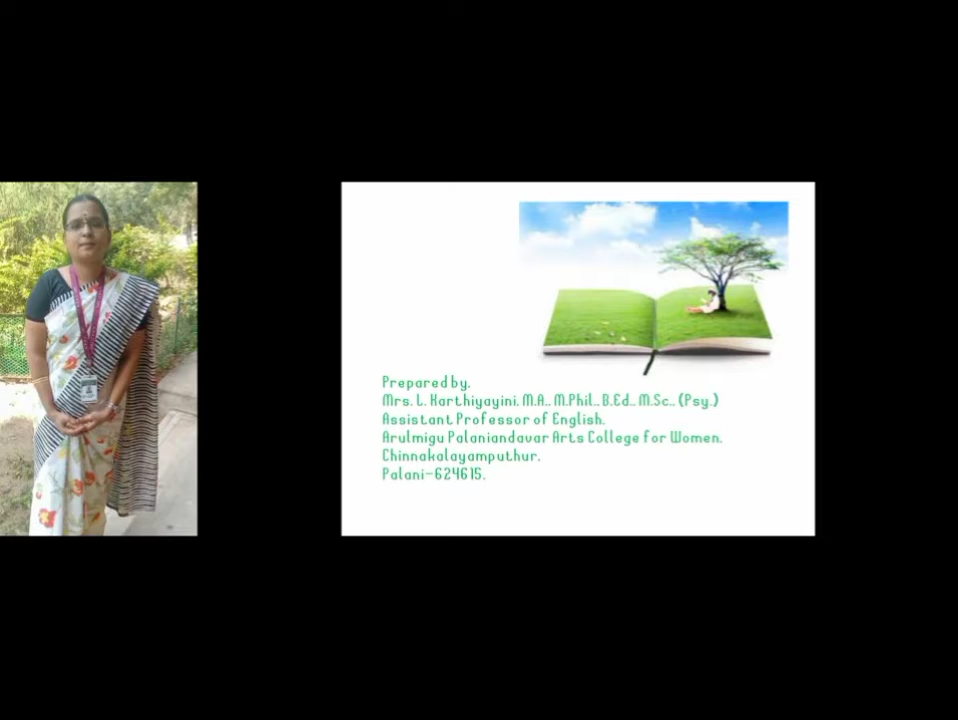 Prepared by,
Mrs. L. Karthiyayini, M.A., M.Phil., B.Ed., M.Sc., (Psy.)
Assistant Professor of English,
Arulmigu Palaniandavar Arts College for Women,
Chinnakalayamputhur,
Palani-624615.